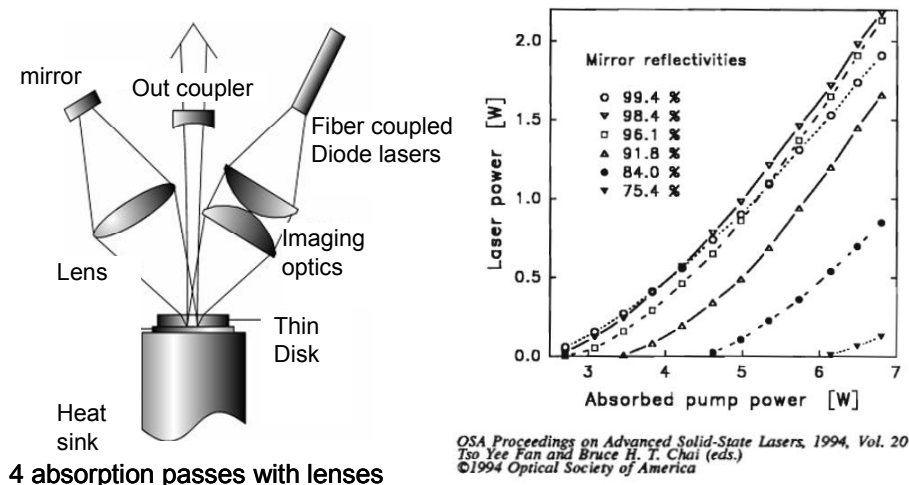 mirror
Out coupler
Fiber coupled
Diode lasers
Imaging
optics
Lens
Thin
Disk
Heat
sink
4 absorption passes with lenses
Laser power [W]
2.0
1.5
1.0
0.5
0.0
Mirror reflectivities
99.4 %
98.4 %
96.1 %
91.8 %
84.0 %
75.4 %
3 4 5 6 7
Absorbed pump power [W]
OSA Proceedings on Advanced Solid-State Lasers, 1994, Vol. 20
Tso Yee Fan and Bruce H. T. Chai (eds.)
©1994 Optical Society of America